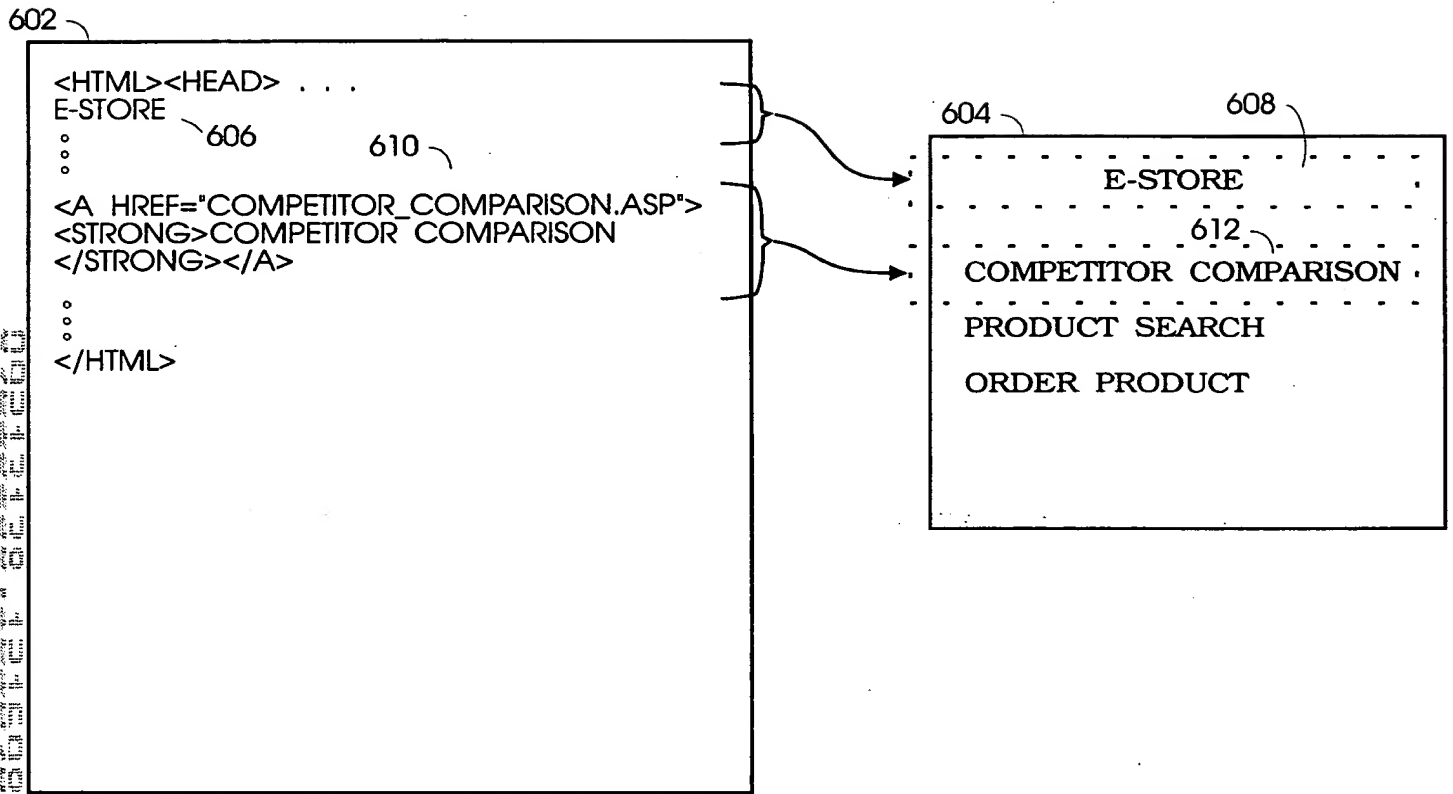 602
<HTML><HEAD> . . .
E-STORE
606
610
<A HREF="COMPETITOR_COMPARISON.ASP">
<STRONG>COMPETITOR COMPARISON
</STRONG></A>
</HTML>
604
608
E-STORE
612
COMPETITOR COMPARISON
PRODUCT SEARCH
ORDER PRODUCT